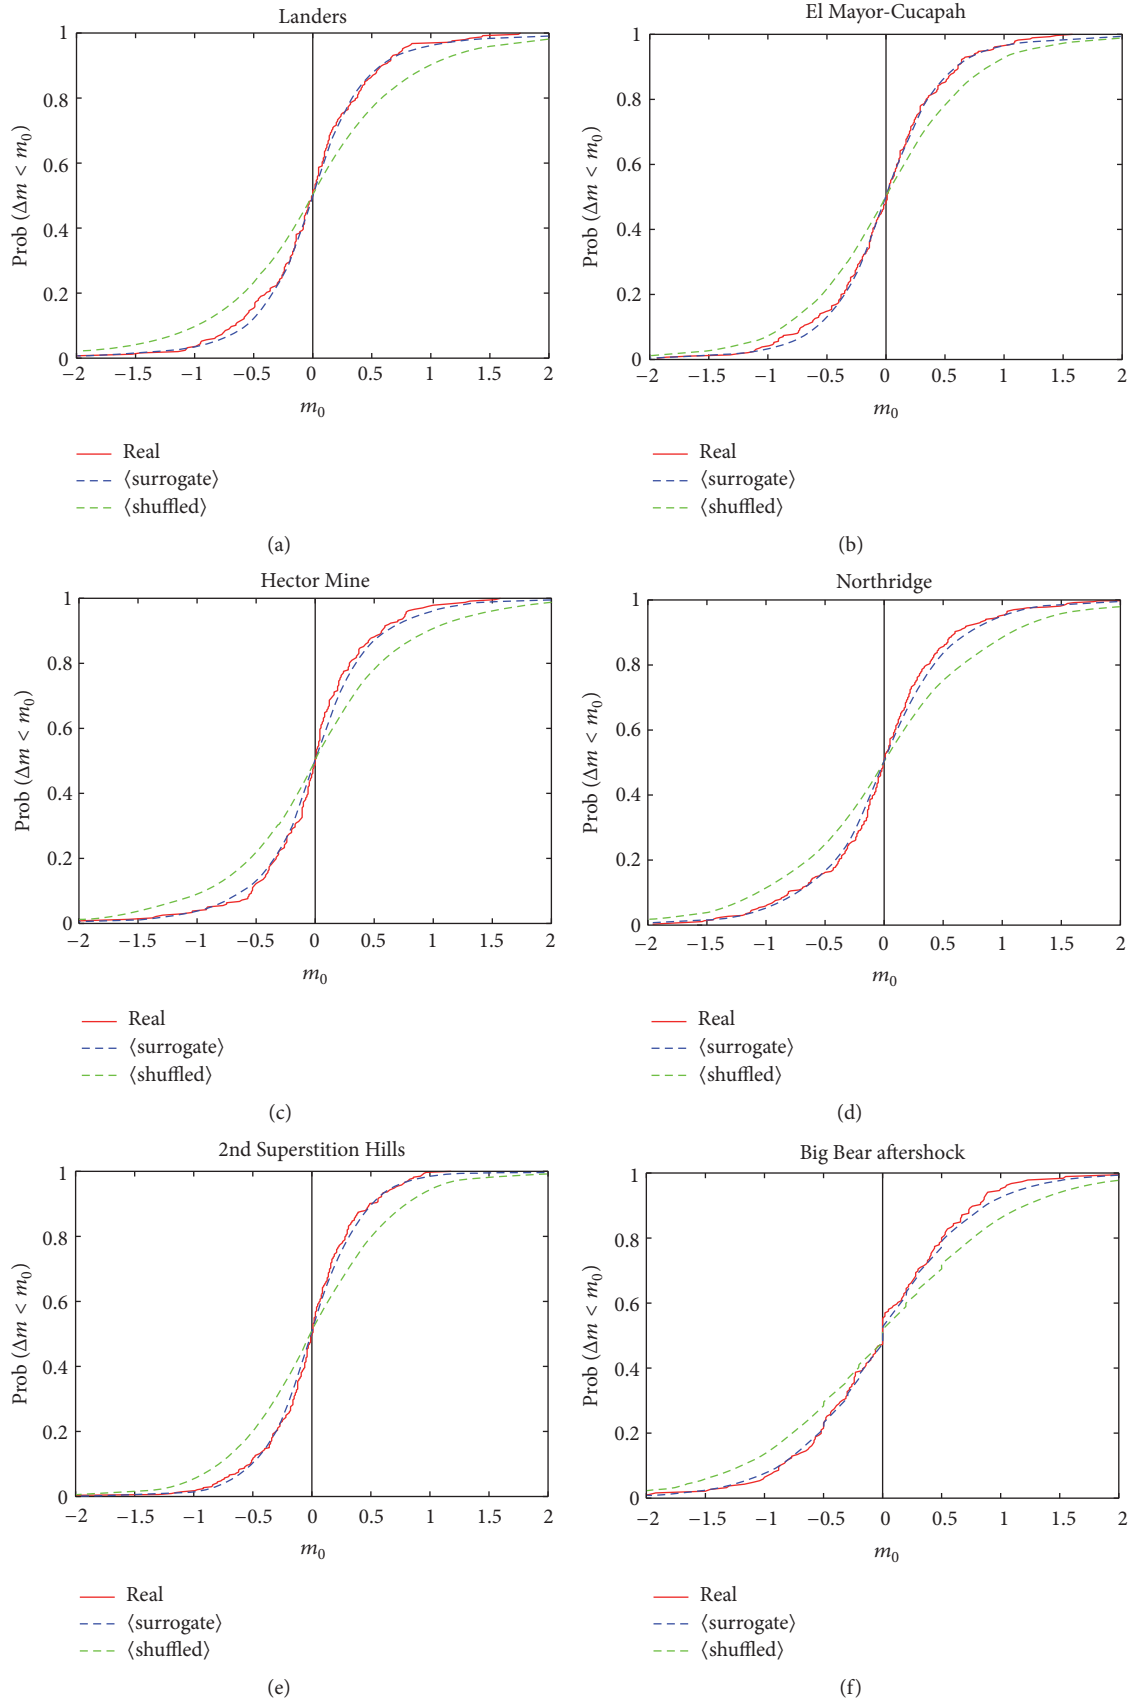 Landers
Prob (Δm < m₀)
1
0.8
0.6
0.4
0.2
0
−2 −1.5 −1 −0.5 0 0.5 1 1.5 2
m₀
Real
⟨surrogate⟩
⟨shuffled⟩
(a)
El Mayor-Cucapah
Prob (Δm < m₀)
1
0.8
0.6
0.4
0.2
0
−2 −1.5 −1 −0.5 0 0.5 1 1.5 2
m₀
Real
⟨surrogate⟩
⟨shuffled⟩
(b)
Hector Mine
Prob (Δm < m₀)
1
0.8
0.6
0.4
0.2
0
−2 −1.5 −1 −0.5 0 0.5 1 1.5 2
m₀
Real
⟨surrogate⟩
⟨shuffled⟩
(c)
Northridge
Prob (Δm < m₀)
1
0.8
0.6
0.4
0.2
0
−2 −1.5 −1 −0.5 0 0.5 1 1.5 2
m₀
Real
⟨surrogate⟩
⟨shuffled⟩
(d)
2nd Superstition Hills
Prob (Δm < m₀)
1
0.8
0.6
0.4
0.2
0
−2 −1.5 −1 −0.5 0 0.5 1 1.5 2
m₀
Real
⟨surrogate⟩
⟨shuffled⟩
(e)
Big Bear aftershock
Prob (Δm < m₀)
1
0.8
0.6
0.4
0.2
0
−2 −1.5 −1 −0.5 0 0.5 1 1.5 2
m₀
Real
⟨surrogate⟩
⟨shuffled⟩
(f)